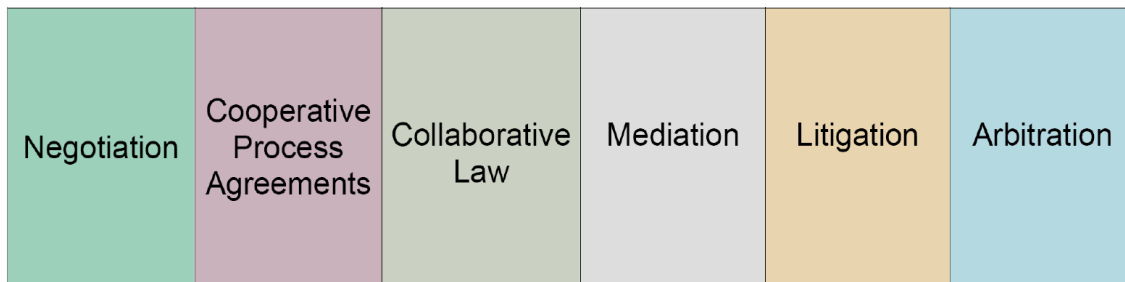 Negotiation
Cooperative
Process
Agreements
Collaborative
Law
Mediation
Litigation
Arbitration